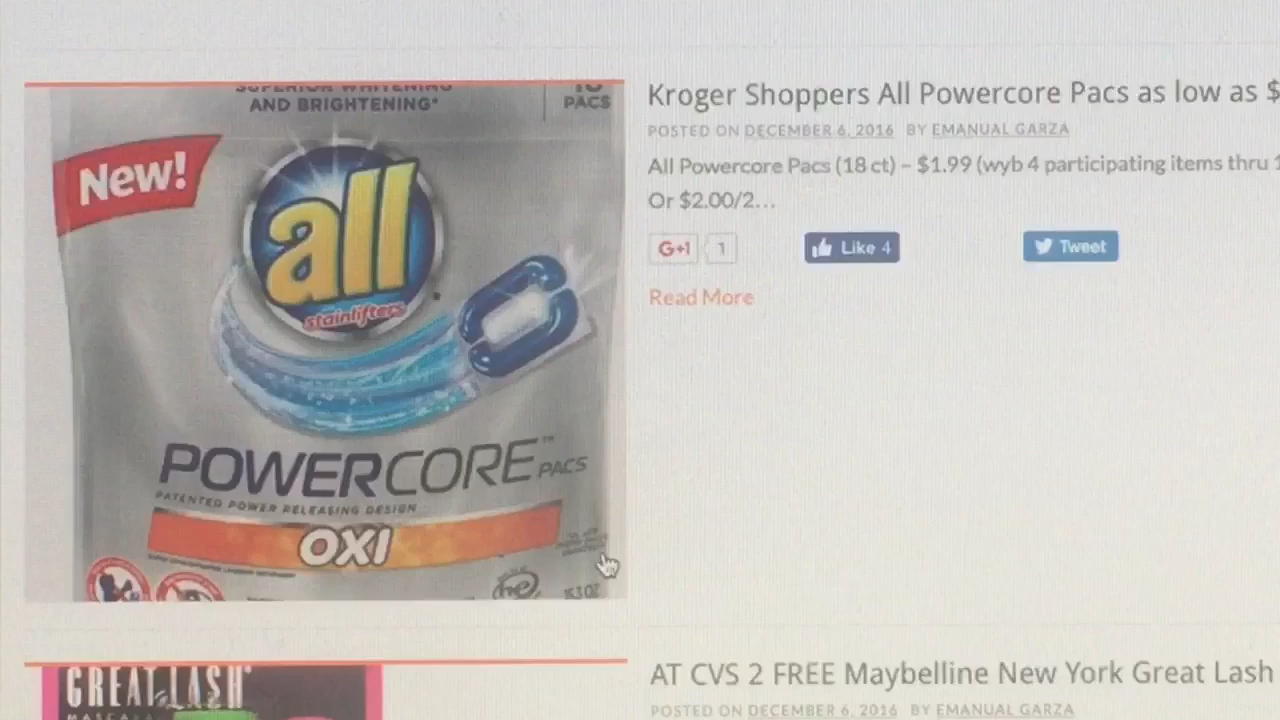 SUPERIOR WHITENING
AND BRIGHTENING*
PACS
New!
all
stainlifters
POWERCORE™ PACS
PATENTED POWER RELEASING DESIGN
OXI
he
Kroger Shoppers All Powercore Pacs as low as $
POSTED ON DECEMBER 6, 2016 BY EMANUAL GARZA
All Powercore Pacs (18 ct) – $1.99 (wyb 4 participating items thru 1
Or $2.00/2…
G+1 1
Like 4
Tweet
Read More
GREAT LASH
MASCARA
AT CVS 2 FREE Maybelline New York Great Lash
POSTED ON DECEMBER 6, 2016 BY EMANUAL GARZA